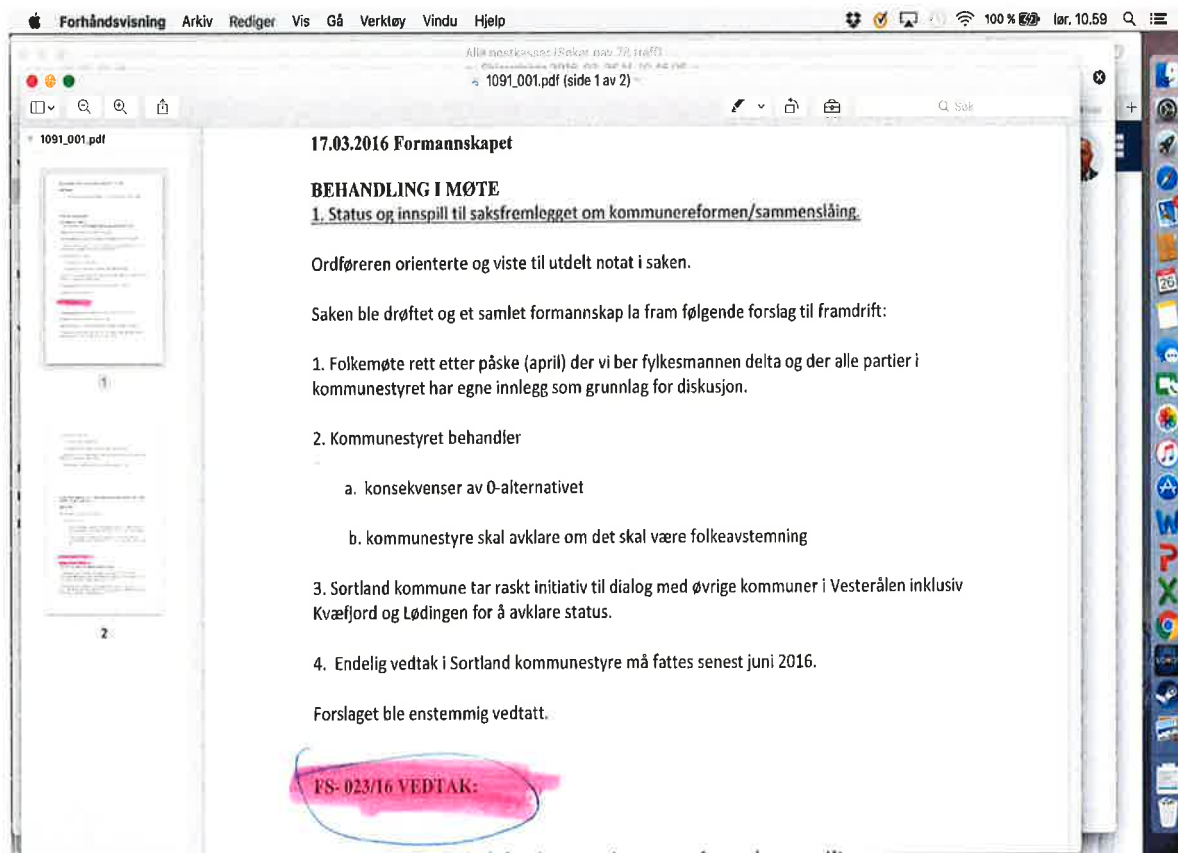 Forhåndsvisning Arkiv Rediger Vis Gå Verktøy Vindu Hjelp 100 % lør. 10.59
Alle postkasser (Søker nav 78 treff)
1091_001.pdf (side 1 av 2)
Søk
1091_001.pdf
17.03.2016 Formannskapet
BEHANDLING I MØTE
1. Status og innspill til saksfremlegget om kommunereformen/sammenslåing.
Ordføreren orienterte og viste til utdelt notat i saken.
Saken ble drøftet og et samlet formannskap la fram følgende forslag til framdrift:
1. Folkemøte rett etter påske (april) der vi ber fylkesmannen delta og der alle partier i
kommunestyret har egne innlegg som grunnlag for diskusjon.
2. Kommunestyret behandler
a. konsekvenser av 0-alternativet
b. kommunestyre skal avklare om det skal være folkeavstemning
3. Sortland kommune tar raskt initiativ til dialog med øvrige kommuner i Vesterålen inklusiv
Kvæfjord og Lødingen for å avklare status.
4. Endelig vedtak i Sortland kommunestyre må fattes senest juni 2016.
Forslaget ble enstemmig vedtatt.
FS- 023/16 VEDTAK:
1
2
26